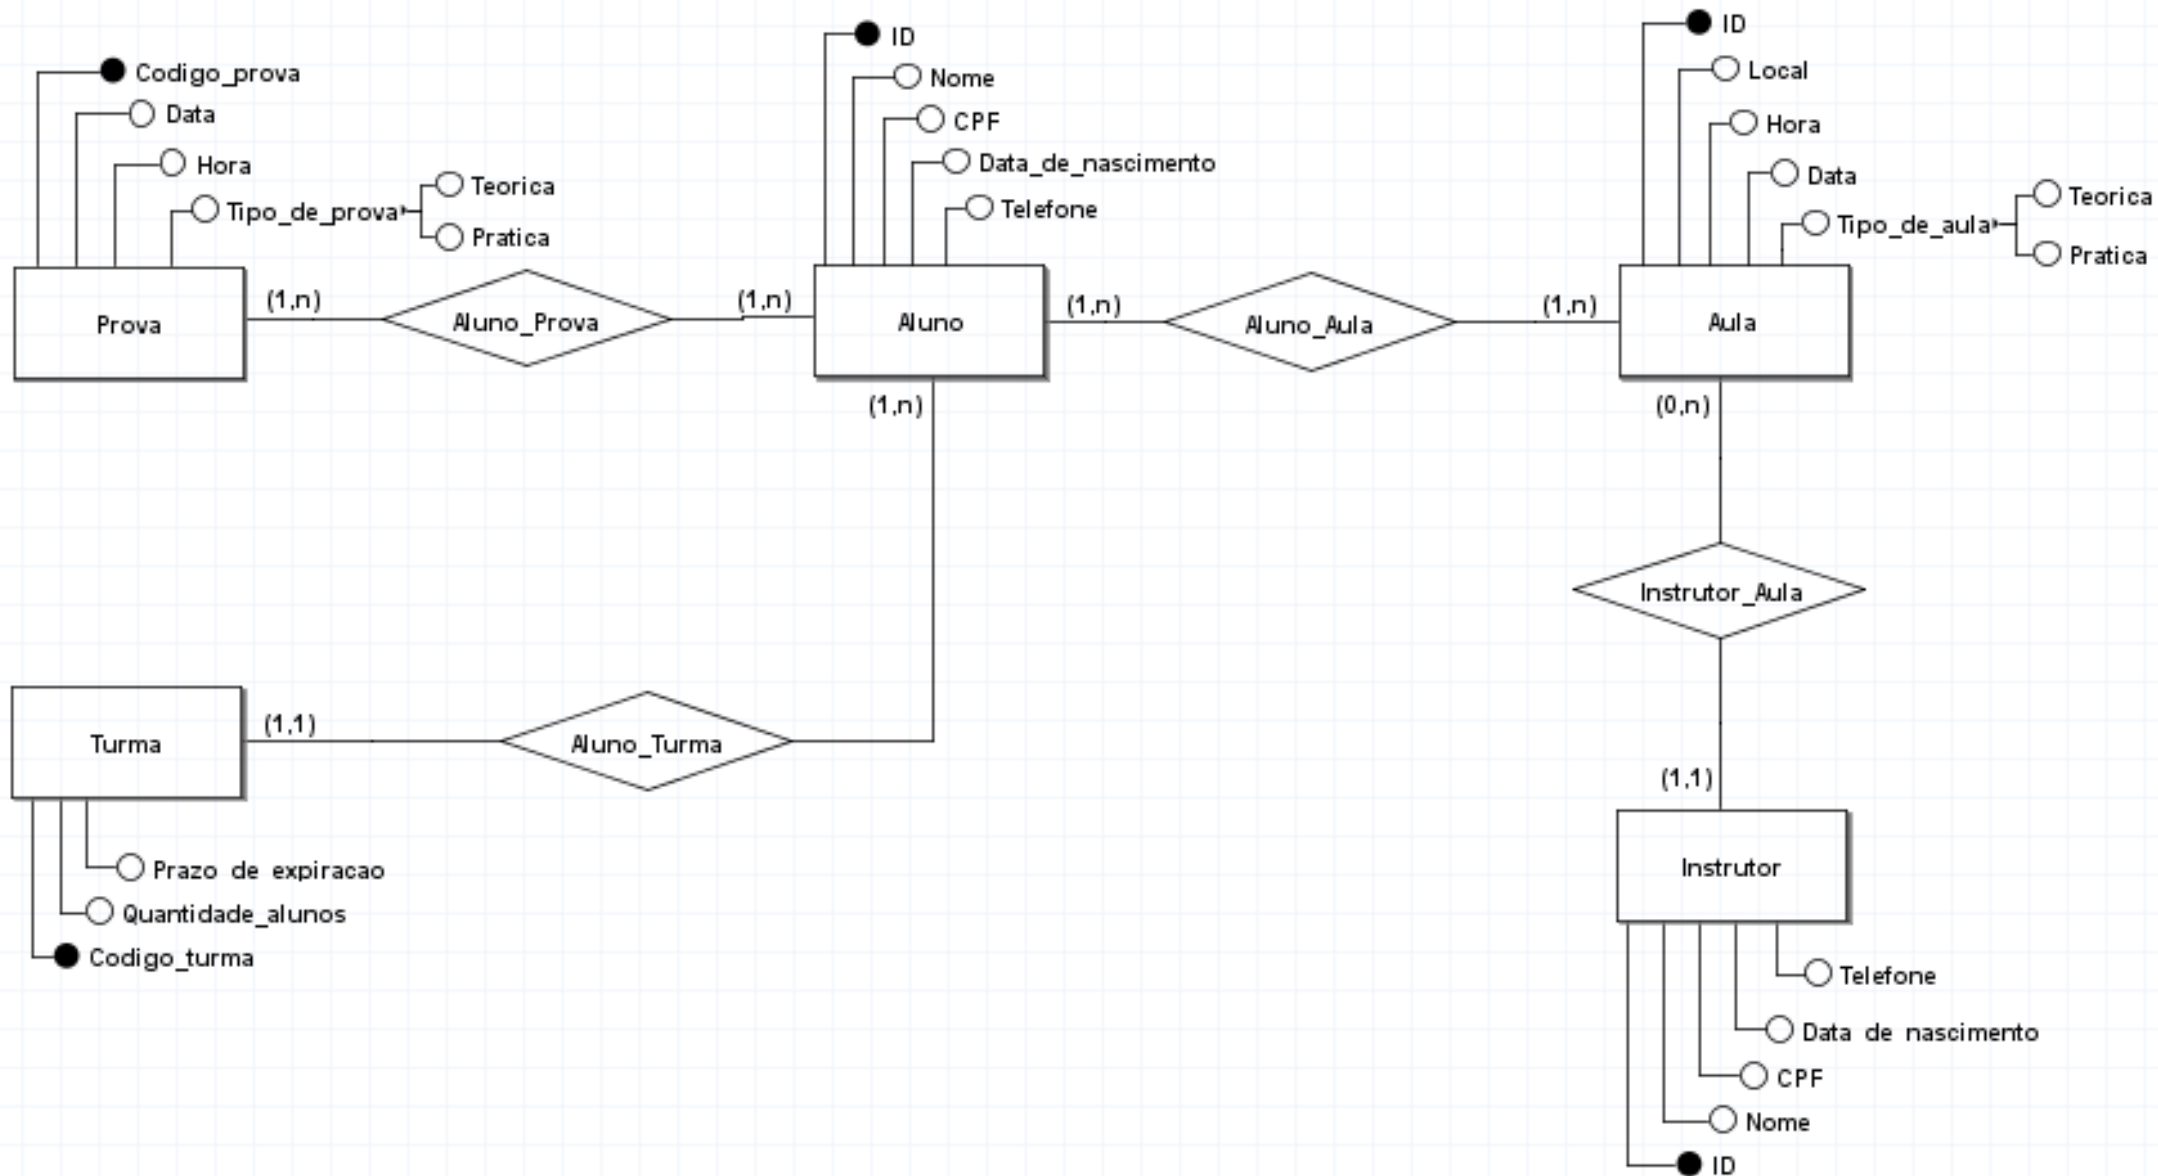 Codigo_prova
Data
Hora
Tipo_de_prova
Teorica
Pratica
Prova
(1,n)
Aluno_Prova
(1,n)
ID
Nome
CPF
Data_de_nascimento
Telefone
Aluno
(1,n)
Aluno_Aula
(1,n)
ID
Local
Hora
Data
Tipo_de_aula
Teorica
Pratica
Aula
(1,n)
(0,n)
Instrutor_Aula
(1,1)
Turma
(1,1)
Aluno_Turma
Prazo de expiracao
Quantidade_alunos
Codigo_turma
Instrutor
Telefone
Data de nascimento
CPF
Nome
ID